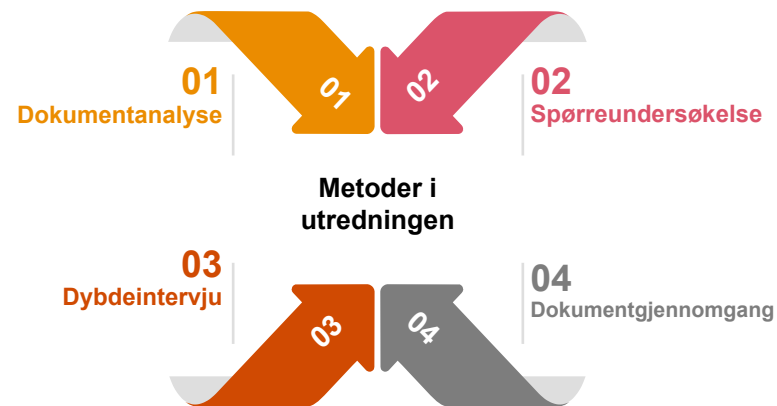 01
Dokumentanalyse
01
02
02
Spørreundersøkelse
Metoder i
utredningen
03
Dybdeintervju
03
04
04
Dokumentgjennomgang